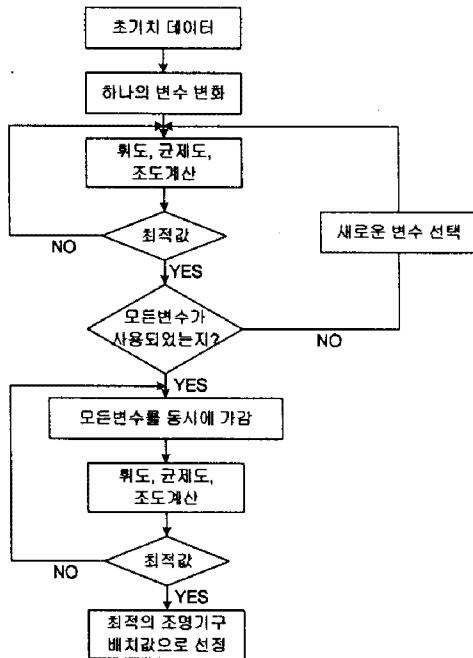 초기치 데이터
하나의 변수 변화
휘도, 균제도,
조도계산
최적값
NO
YES
새로운 변수 선택
모든변수가
사용되었는지?
NO
YES
모든변수를 동시에 가감
휘도, 균제도,
조도계산
최적값
NO
YES
최적의 조명기구
배치값으로 선정